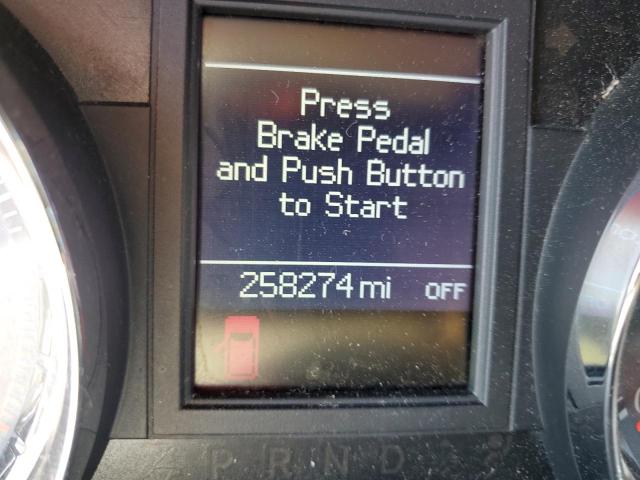 Press
Brake Pedal
and Push Button
to Start
258274 mi OFF
P R N D